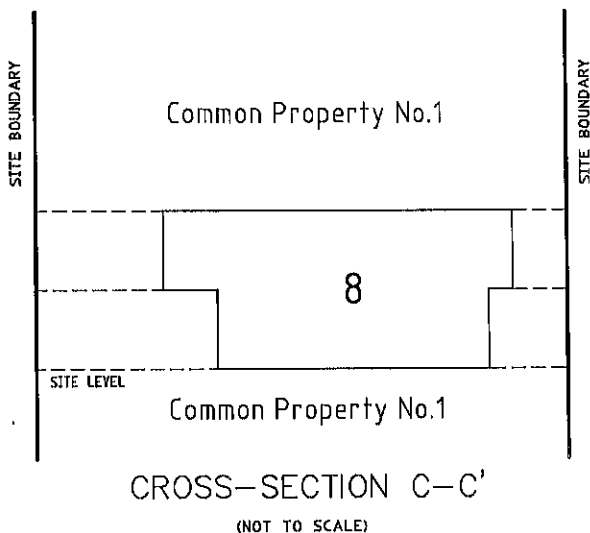 SITE BOUNDARY
SITE BOUNDARY
Common Property No.1
8
SITE LEVEL
Common Property No.1
CROSS-SECTION C-C'
(NOT TO SCALE)